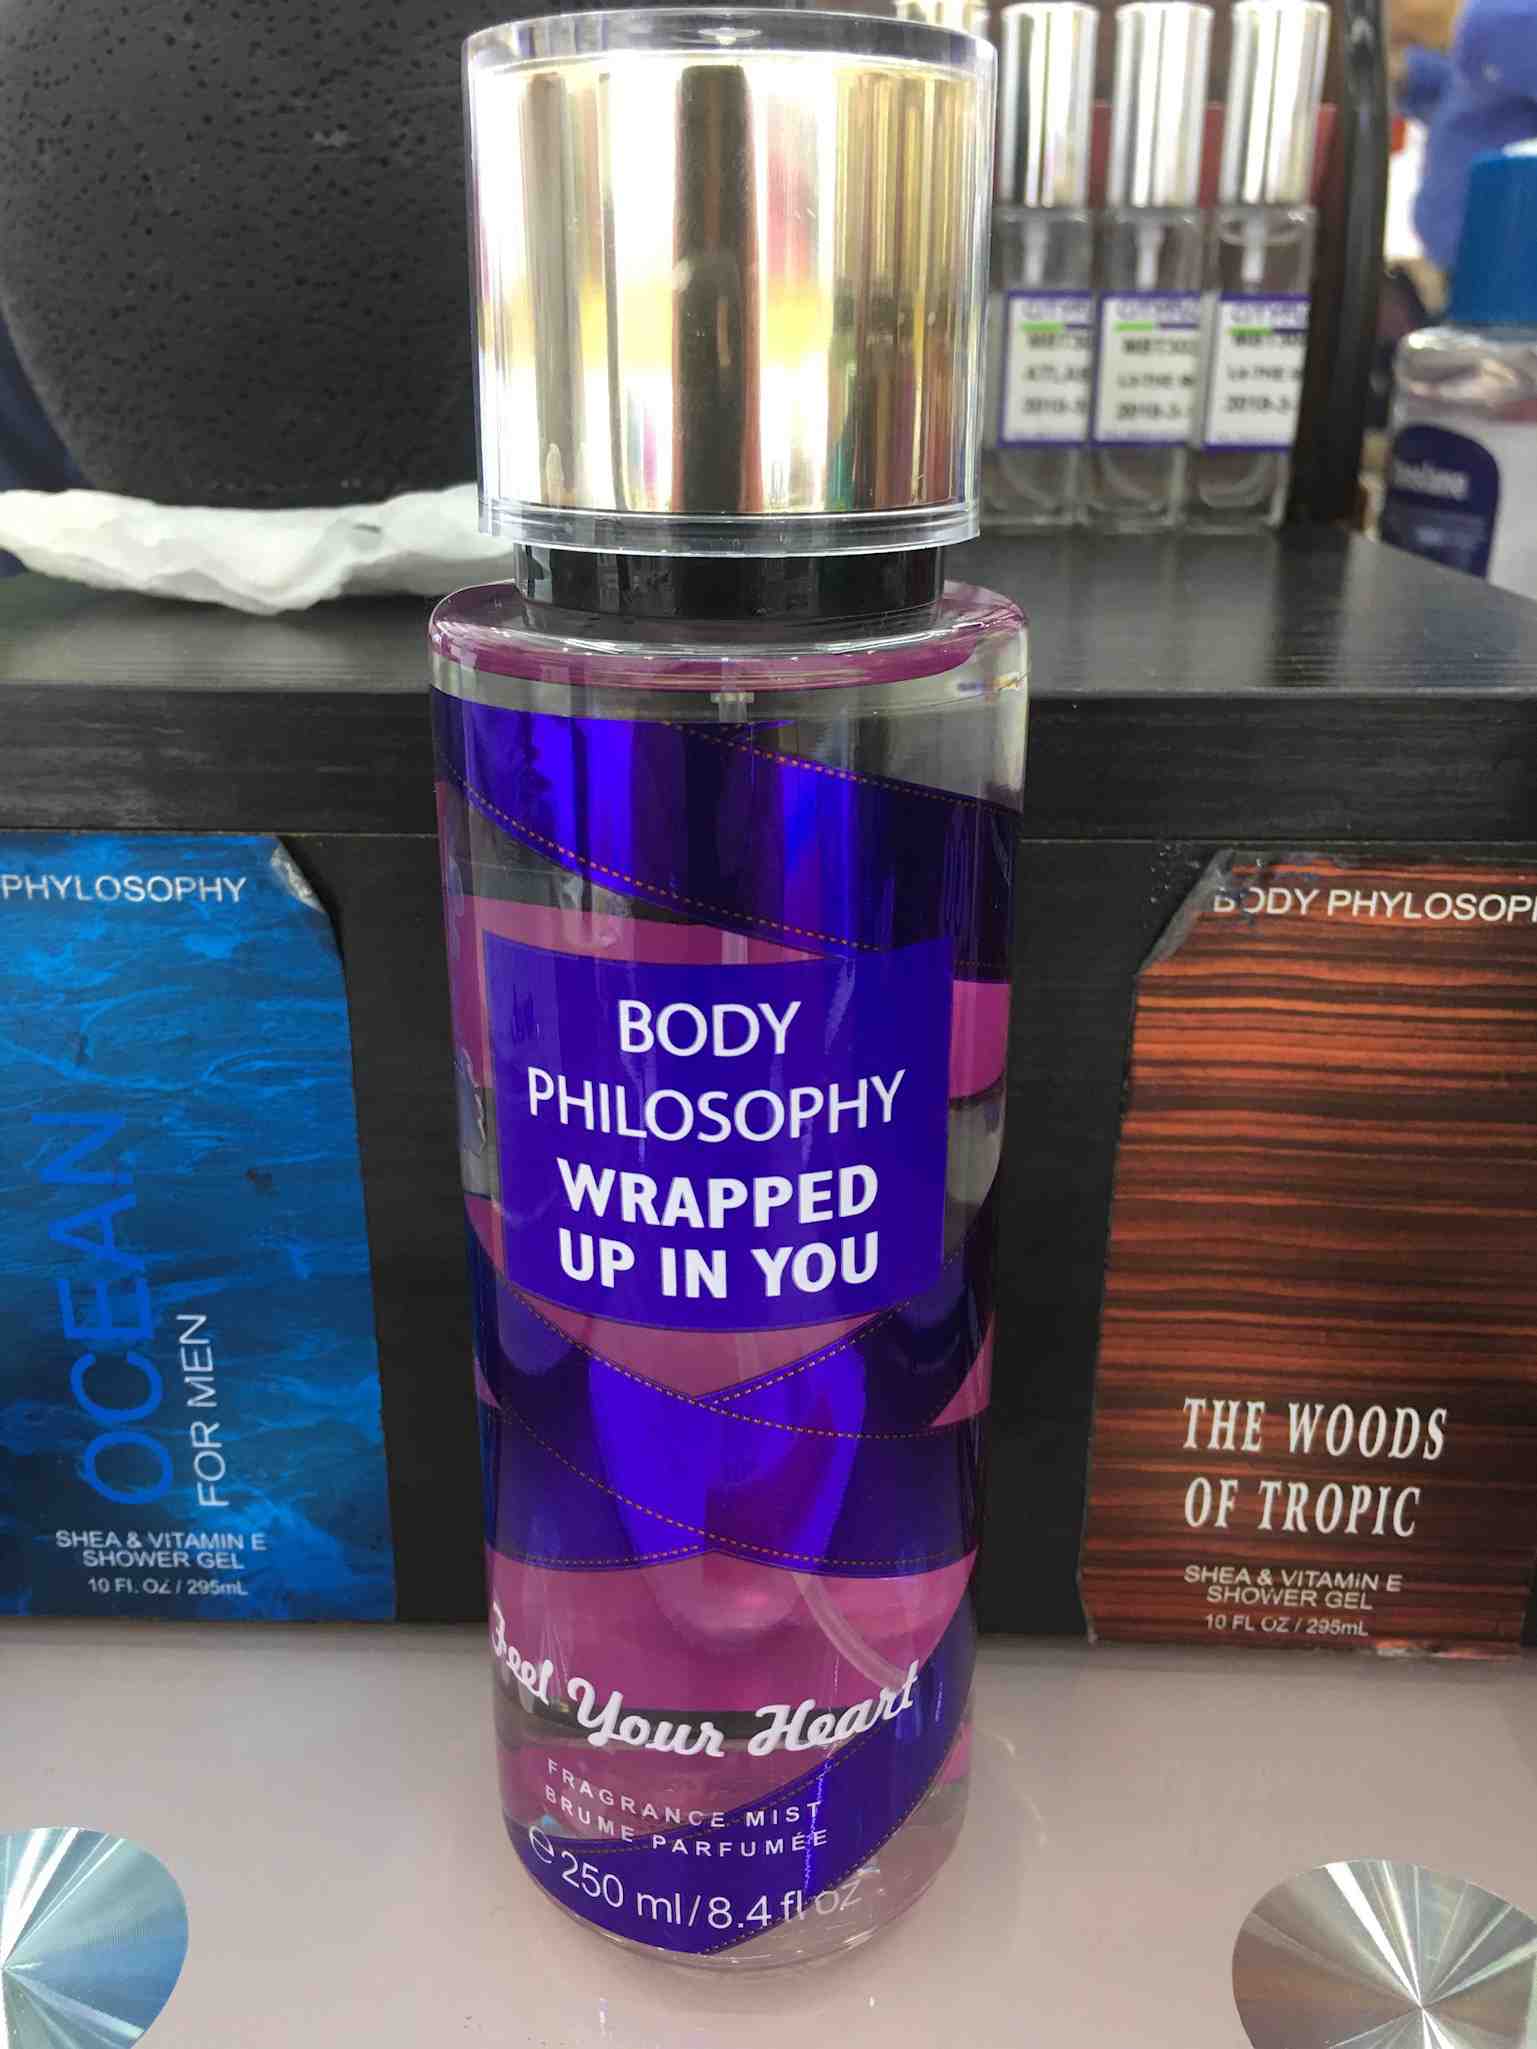 BODY
PHILOSOPHY
WRAPPED
UP IN YOU
Feel Your Heart
FRAGRANCE MIST
BRUME PARFUMÉE
℮ 250 ml/8.4 fl oz
PHYLOSOPHY
OCEAN
FOR MEN
SHEA & VITAMIN E
SHOWER GEL
10 FL OZ / 295mL
BODY PHYLOSOP
THE WOODS
OF TROPIC
SHEA & VITAMIN E
SHOWER GEL
10 FL OZ / 295mL